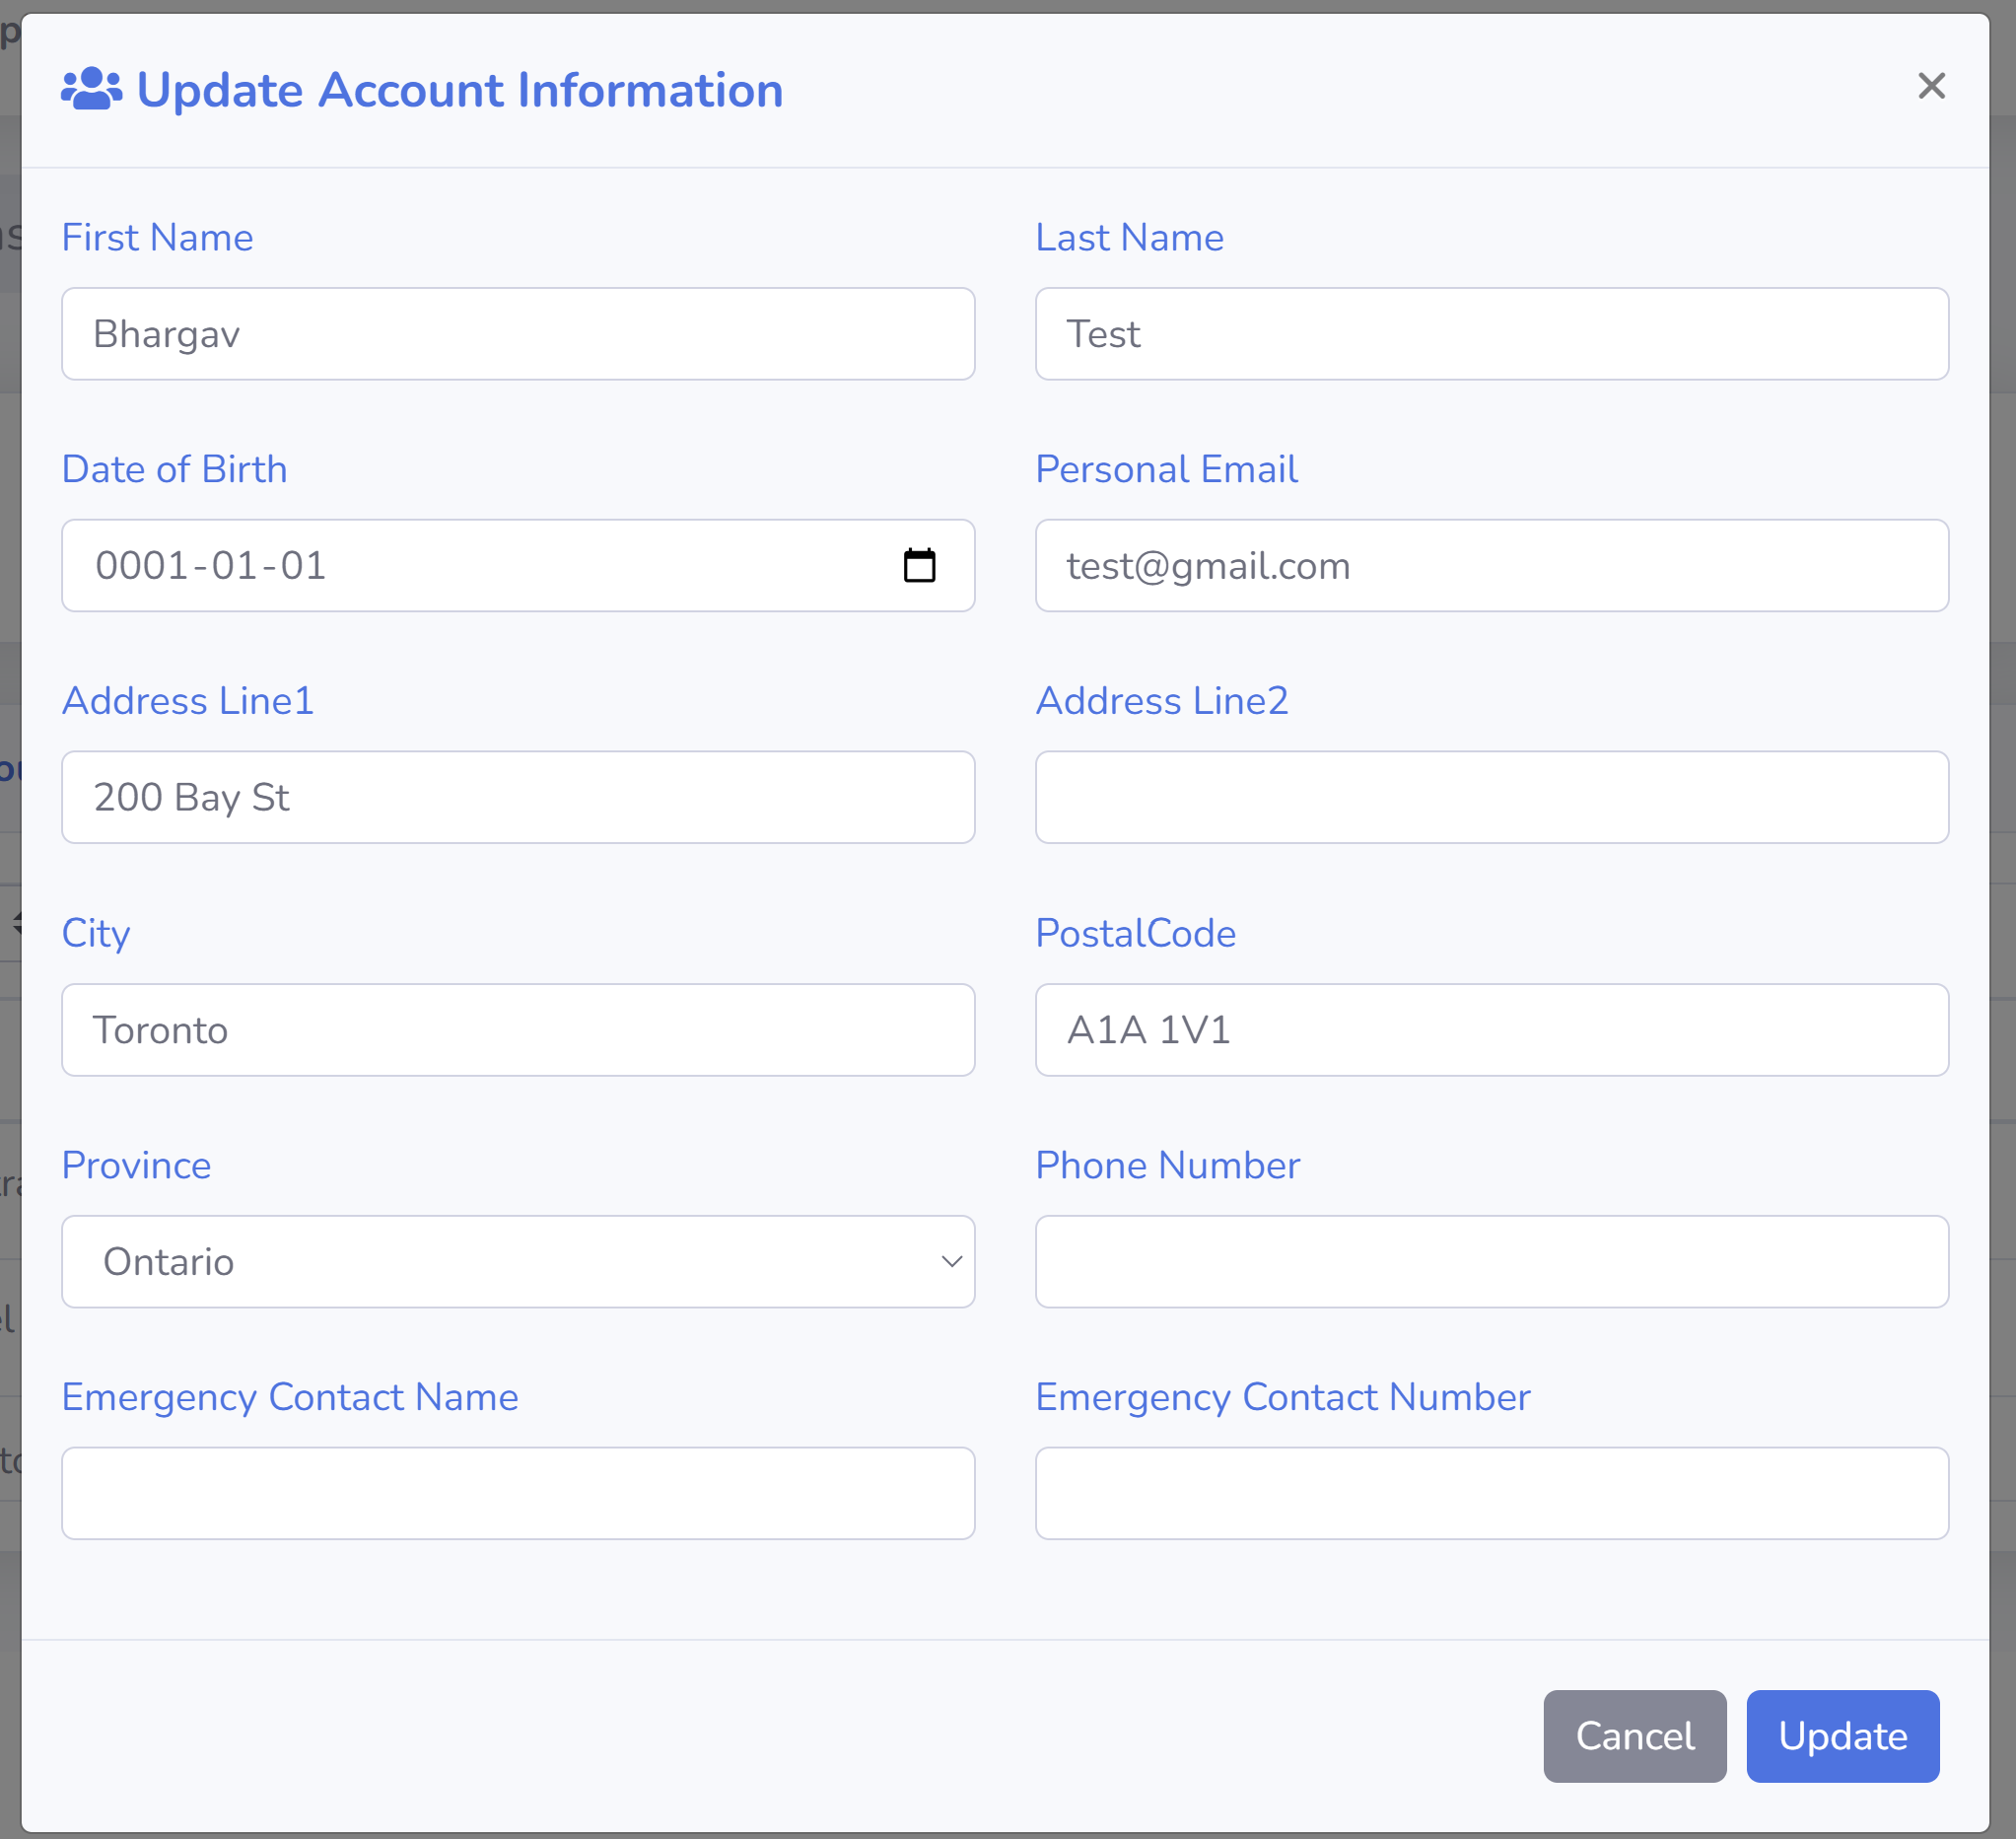 Update Account Information
First Name
Last Name
Bhargav
Test
Date of Birth
Personal Email
0001-01-01
test@gmail.com
Address Line1
Address Line2
200 Bay St
City
PostalCode
Toronto
A1A 1V1
Province
Phone Number
Ontario
Emergency Contact Name
Emergency Contact Number
Cancel
Update